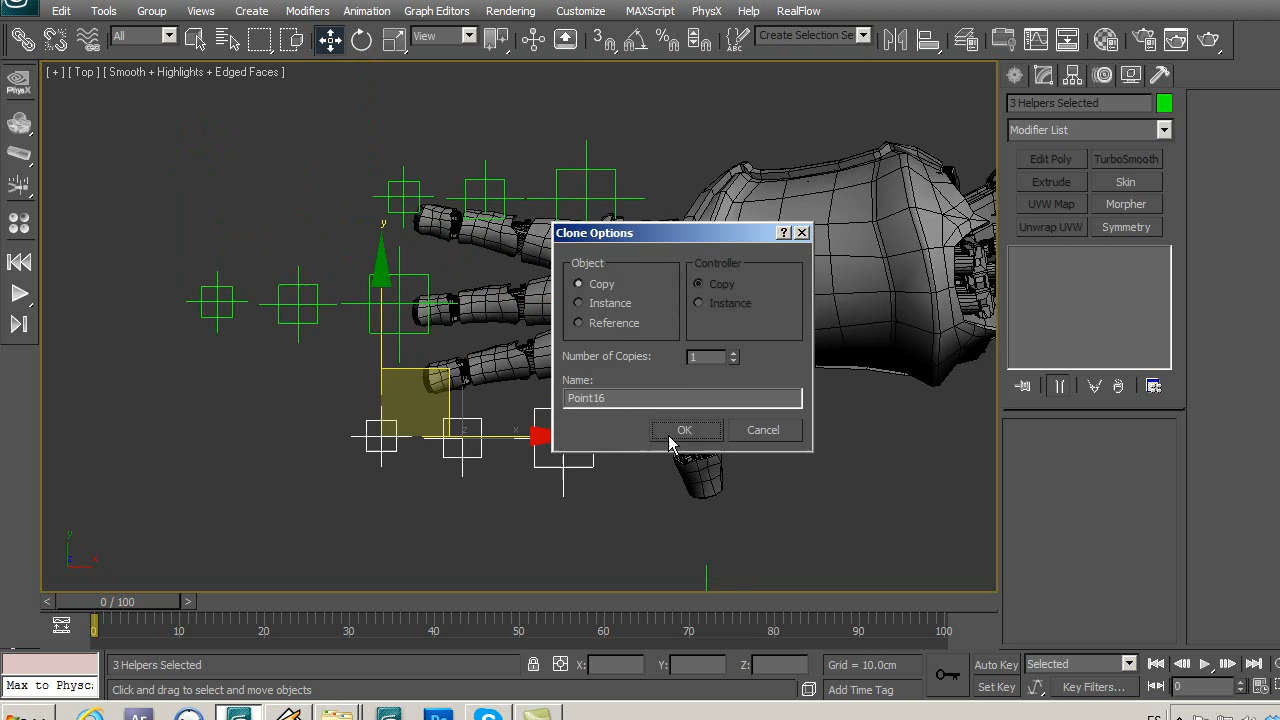 Edit Tools Group Views Create Modifiers Animation Graph Editors Rendering Customize MAXScript PhysX Help RealFlow
All View 3 Create Selection Se
[ + ] [ Top ] [ Smooth + Highlights + Edged Faces ]
PhysX
3 Helpers Selected
Modifier List
Edit Poly TurboSmooth
Extrude Skin
UVW Map Morpher
Unwrap UVW Symmetry
y
z x
Clone Options
Object Controller
Copy Copy
Instance Instance
Reference
Number of Copies: 1
Name:
Point16
OK Cancel
y
z x
< 0 / 100 >
0 10 20 30 40 50 60 70 80 90 100
3 Helpers Selected X: Y: Z: Grid = 10.0cm Auto Key Selected
Max to Physc Click and drag to select and move objects Add Time Tag Set Key Key Filters... 0
ES